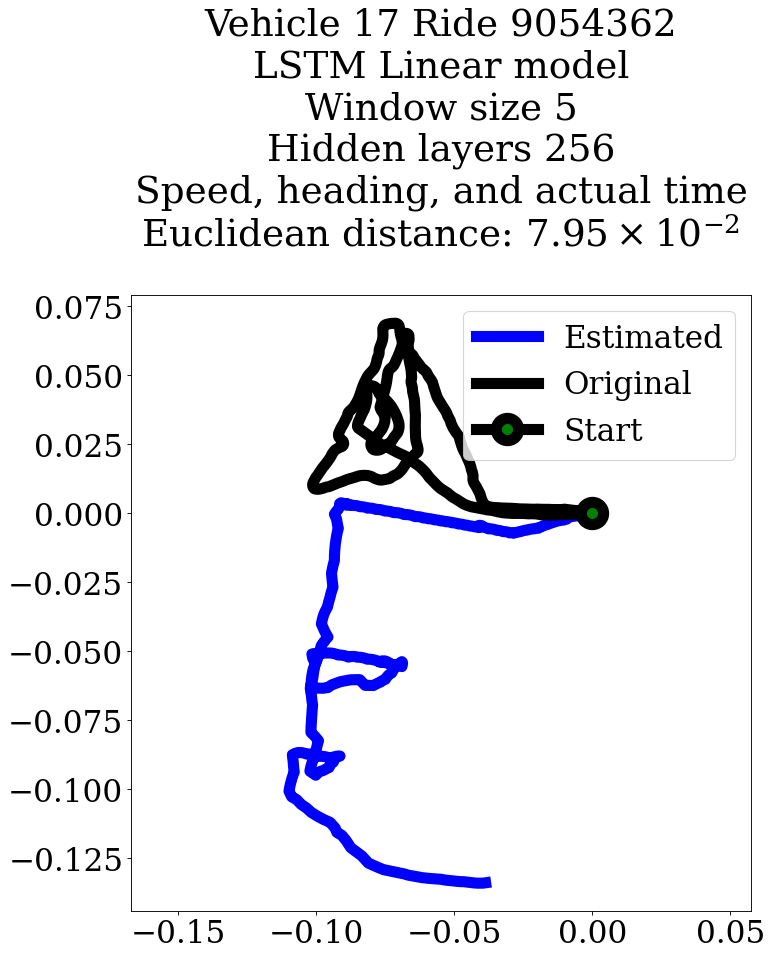 Vehicle 17 Ride 9054362
LSTM Linear model
Window size 5
Hidden layers 256
Speed, heading, and actual time
Euclidean distance: 7.95 × 10⁻²
0.075
0.050
0.025
0.000
−0.025
−0.050
−0.075
−0.100
−0.125
Estimated
Original
Start
−0.15 −0.10 −0.05 0.00 0.05